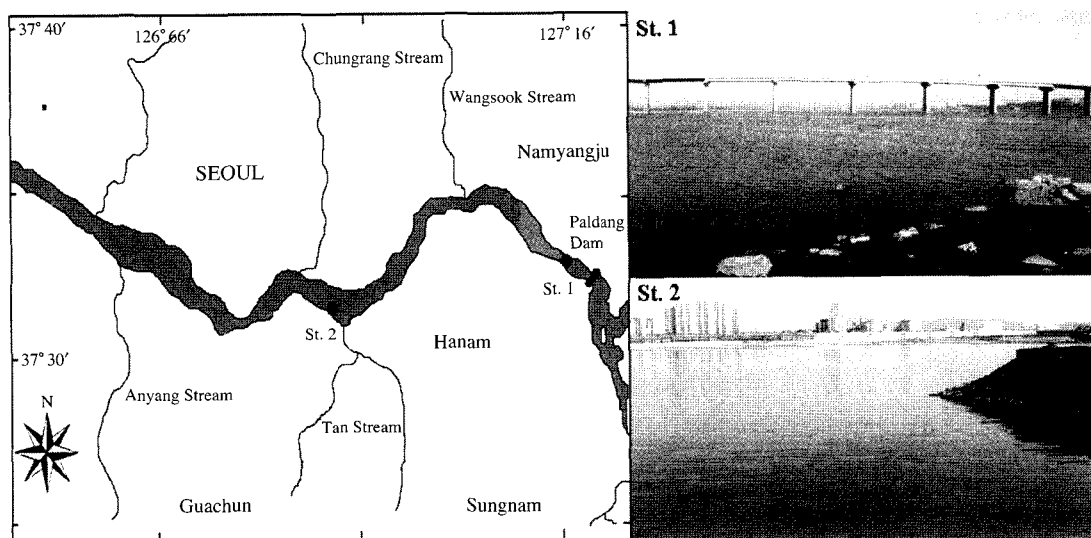 37° 40′
126° 66′
127° 16′
St. 1
Chungrang Stream
Wangsook Stream
Namyangju
SEOUL
Paldang
Dam
St. 1
St. 2
St. 2
Hanam
37° 30′
Anyang Stream
N
Tan Stream
Guachun
Sungnam